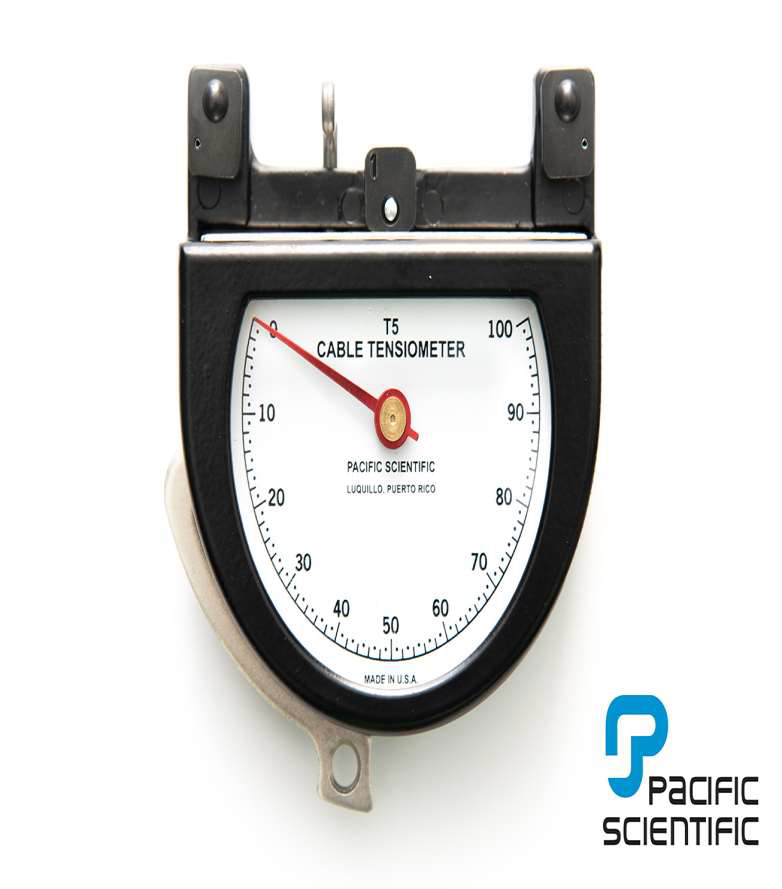 1
T5
CABLE TENSIOMETER
0
100
10
90
20
80
30
70
40
60
50
PACIFIC SCIENTIFIC
LUQUILLO, PUERTO RICO
MADE IN U.S.A.
PACIFIC
SCIENTIFIC